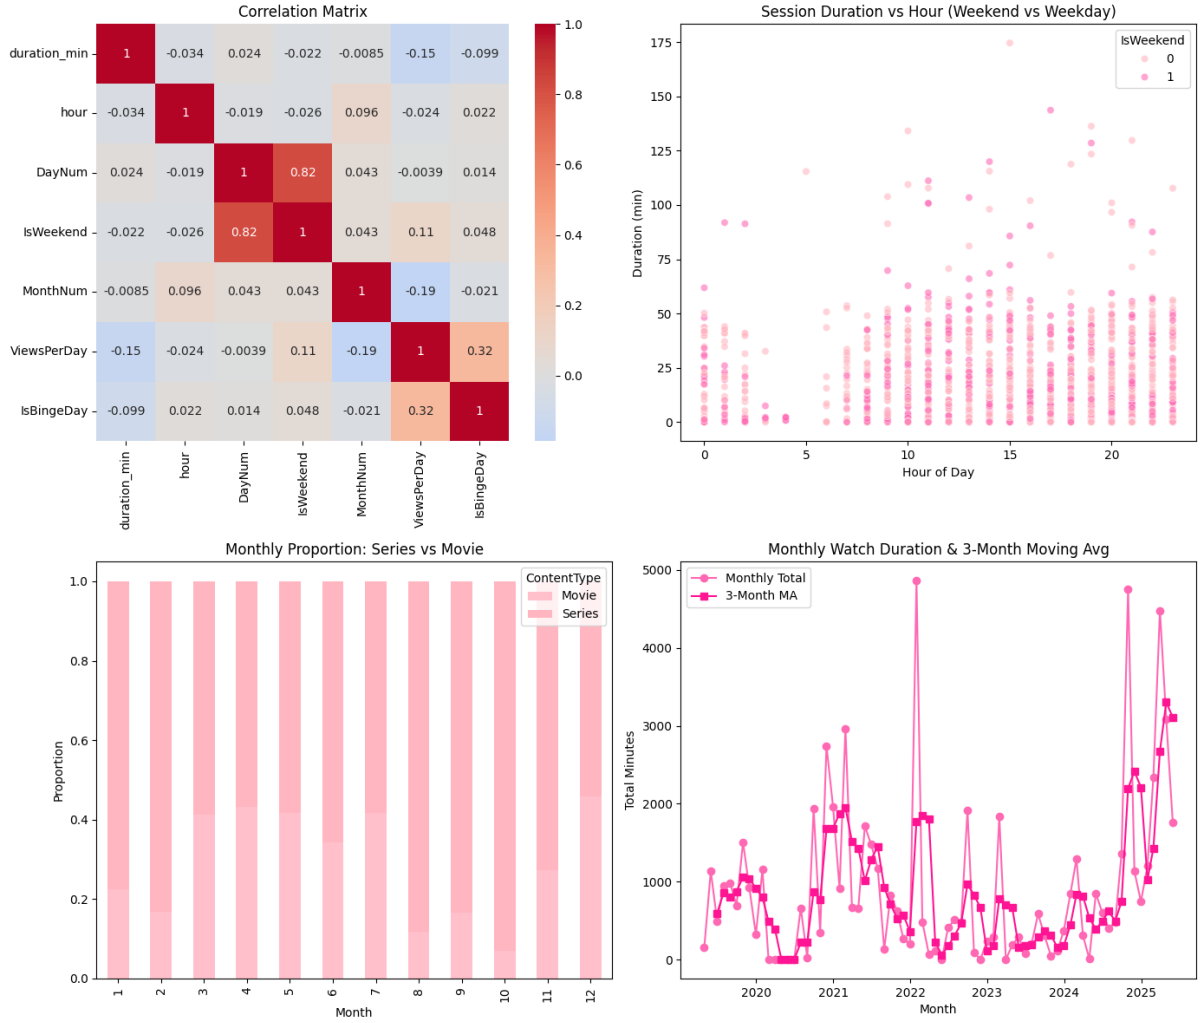 Correlation Matrix
duration_min 1 -0.034 0.024 -0.022 -0.0085 -0.15 -0.099
hour -0.034 1 -0.019 -0.026 0.096 -0.024 0.022
DayNum 0.024 -0.019 1 0.82 0.043 -0.0039 0.014
IsWeekend -0.022 -0.026 0.82 1 0.043 0.11 0.048
MonthNum -0.0085 0.096 0.043 0.043 1 -0.19 -0.021
ViewsPerDay -0.15 -0.024 -0.0039 0.11 -0.19 1 0.32
IsBingeDay -0.099 0.022 0.014 0.048 -0.021 0.32 1
duration_min hour DayNum IsWeekend MonthNum ViewsPerDay IsBingeDay
1.0
0.8
0.6
0.4
0.2
0.0
Session Duration vs Hour (Weekend vs Weekday)
IsWeekend
0
1
Duration (min)
175
150
125
100
75
50
25
0
0 5 10 15 20
Hour of Day
Monthly Proportion: Series vs Movie
ContentType
Movie
Series
Proportion
1.0
0.8
0.6
0.4
0.2
0.0
1 2 3 4 5 6 7 8 9 10 11 12
Month
Monthly Watch Duration & 3-Month Moving Avg
Monthly Total
3-Month MA
Total Minutes
5000
4000
3000
2000
1000
0
2020 2021 2022 2023 2024 2025
Month